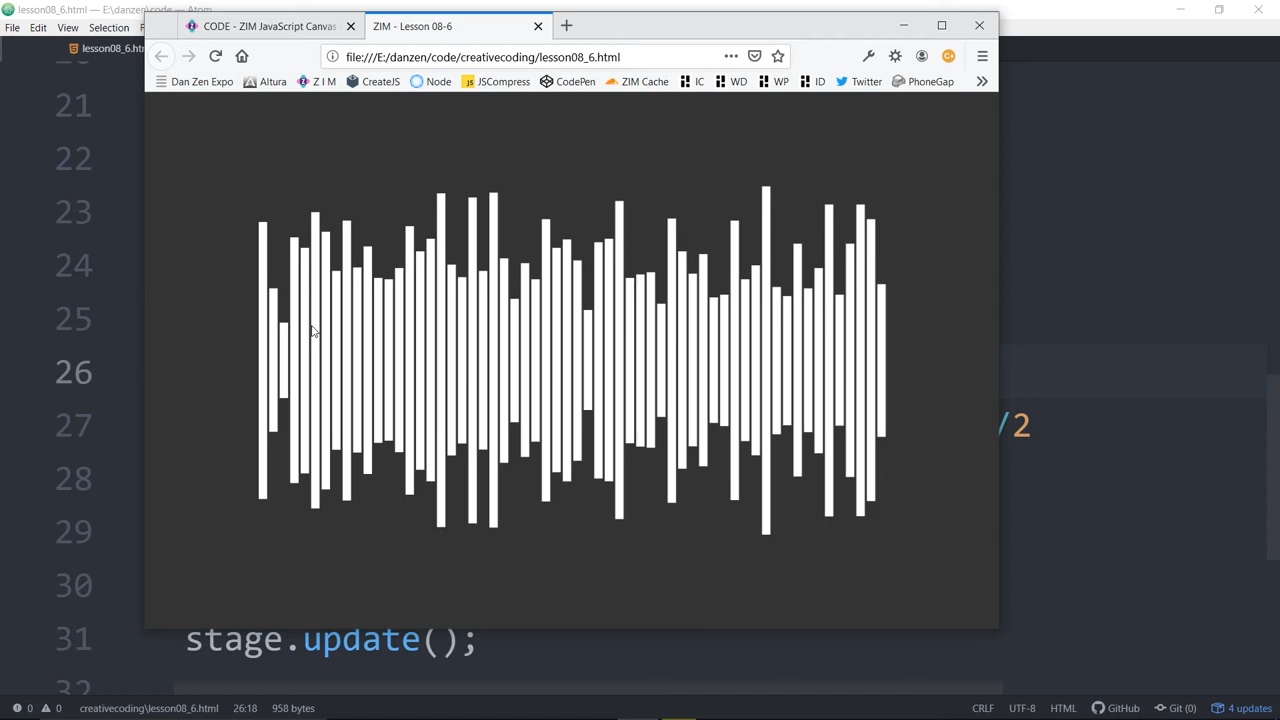 lesson08_6.html — E:\danzen\code — Atom
File Edit View Selection
lesson08_6.htm
CODE - ZIM JavaScript Canvas
ZIM - Lesson 08-6
file:///E:/danzen/code/creativecoding/lesson08_6.html
Dan Zen Expo Altura Z I M CreateJS Node JSCompress CodePen ZIM Cache IC WD WP ID Twitter PhoneGap
21
22
23
24
25
26
27 /2
28
29
30
31 stage.update();
32
0 0 creativecoding\lesson08_6.html 26:18 958 bytes CRLF UTF-8 HTML GitHub Git (0) 4 updates